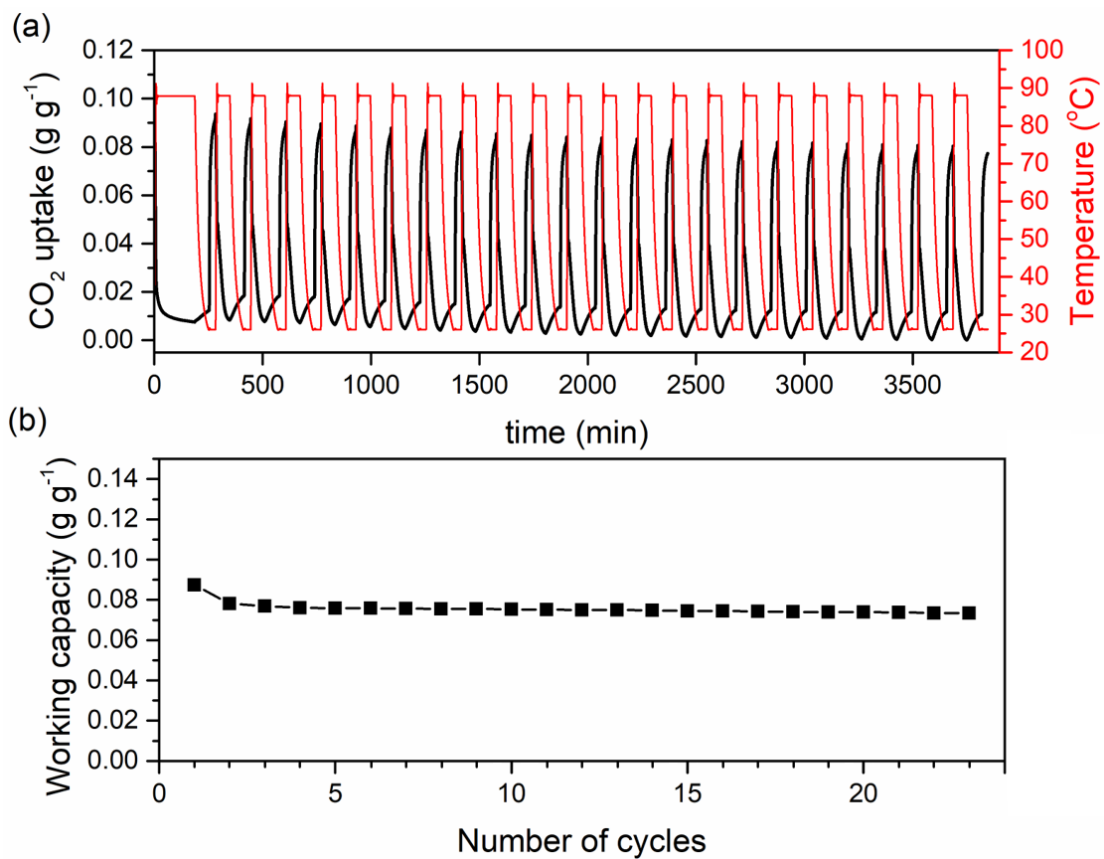 (a)
CO2 uptake (g g-1)
0.12
0.10
0.08
0.06
0.04
0.02
0.00
100
90
80
70
60
50
40
30
20
Temperature (oC)
0 500 1000 1500 2000 2500 3000 3500
time (min)
(b)
Working capacity (g g-1)
0.14
0.12
0.10
0.08
0.06
0.04
0.02
0.00
0 5 10 15 20
Number of cycles